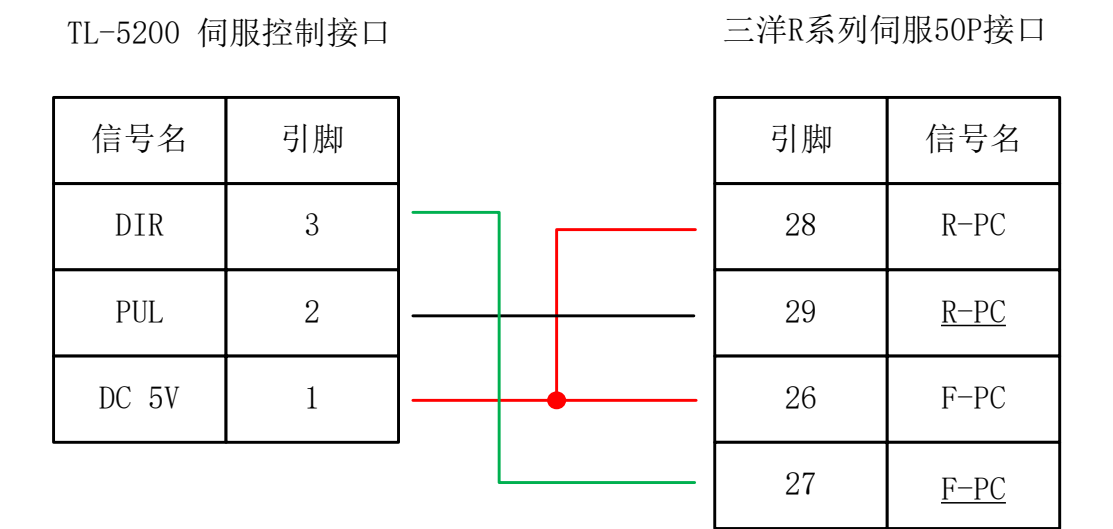 TL-5200 伺服控制接口
三洋R系列伺服50P接口
信号名 引脚
DIR 3
PUL 2
DC 5V 1
引脚 信号名
28 R-PC
29 R-PC
26 F-PC
27 F-PC